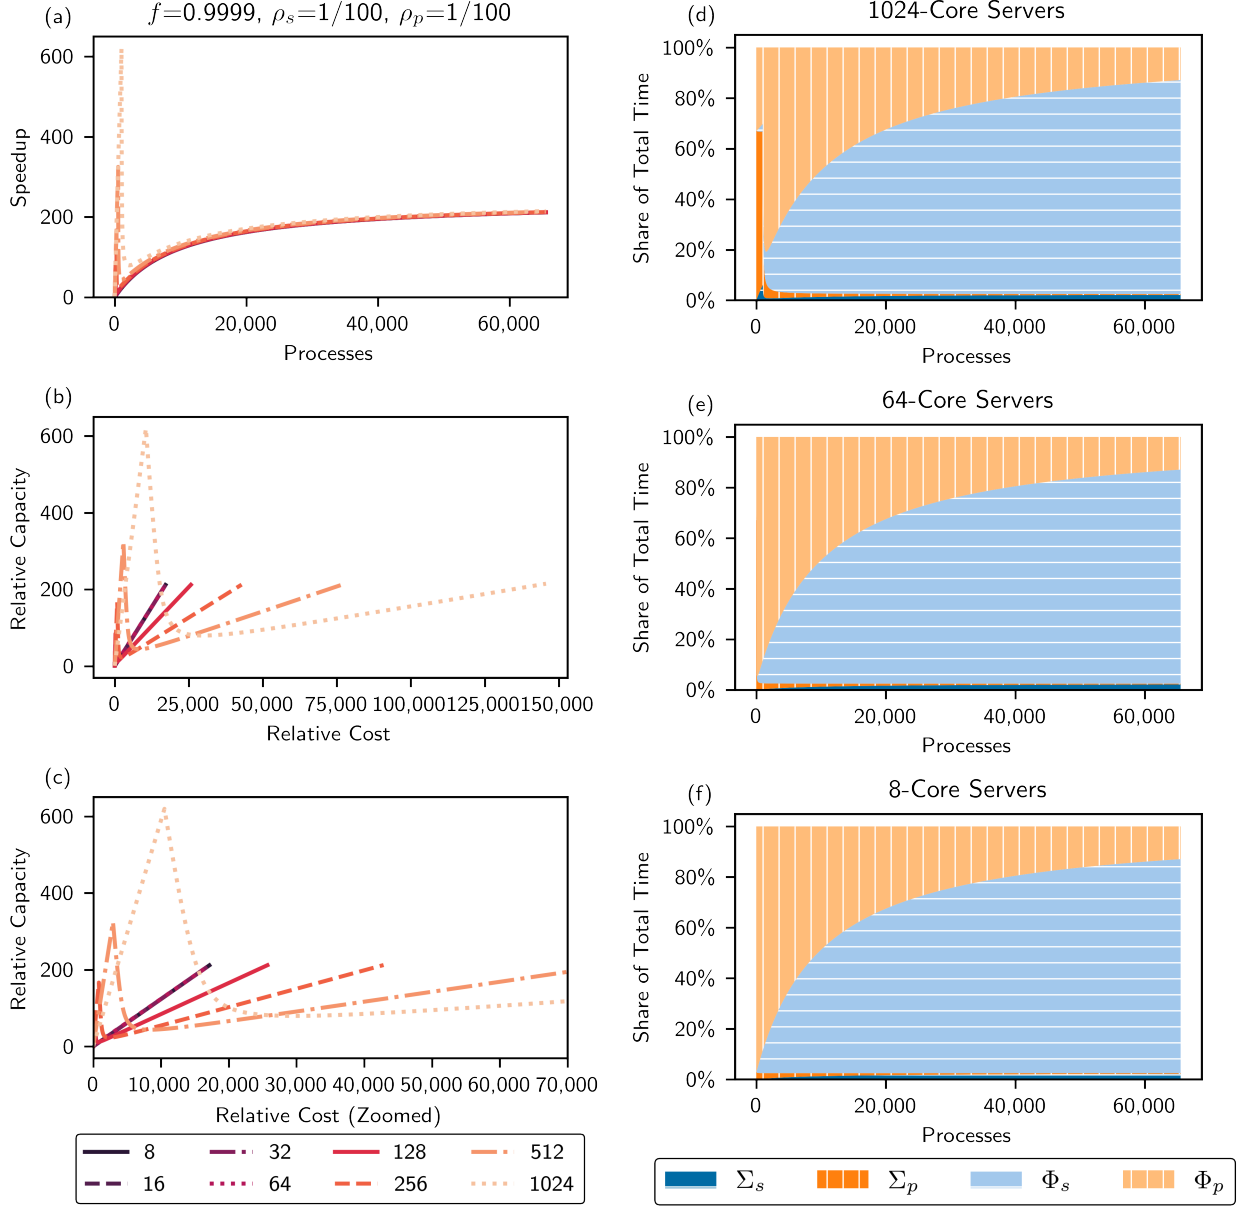 (a)
f=0.9999, ρₛ=1/100, ρₚ=1/100
600
400
200
0
Speedup
0 20,000 40,000 60,000
Processes
(b)
600
400
200
0
Relative Capacity
0 25,000 50,000 75,000 100,000 125,000 150,000
Relative Cost
(c)
600
400
200
0
Relative Capacity
0 10,000 20,000 30,000 40,000 50,000 60,000 70,000
Relative Cost (Zoomed)
8 32 128 512
16 64 256 1024
(d)
1024-Core Servers
100%
80%
60%
40%
20%
0%
Share of Total Time
0 20,000 40,000 60,000
Processes
(e)
64-Core Servers
100%
80%
60%
40%
20%
0%
Share of Total Time
0 20,000 40,000 60,000
Processes
(f)
8-Core Servers
100%
80%
60%
40%
20%
0%
Share of Total Time
0 20,000 40,000 60,000
Processes
Σₛ Σₚ Φₛ Φₚ